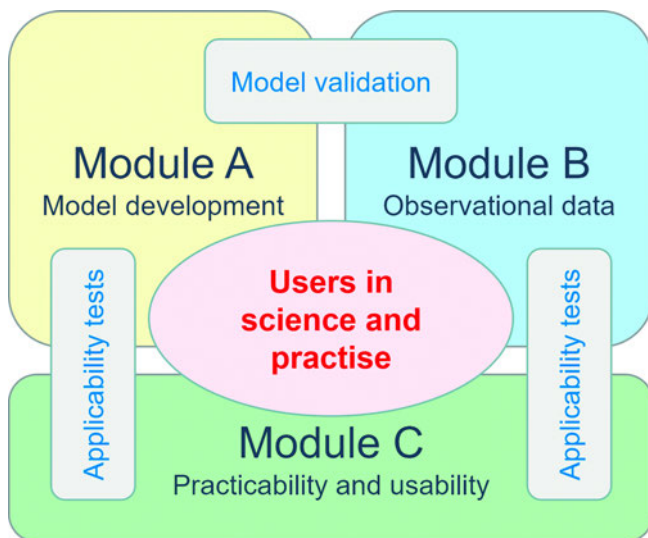 Model validation
Module A
Model development
Module B
Observational data
Users in
science and
practise
Applicability tests
Applicability tests
Module C
Practicability and usability